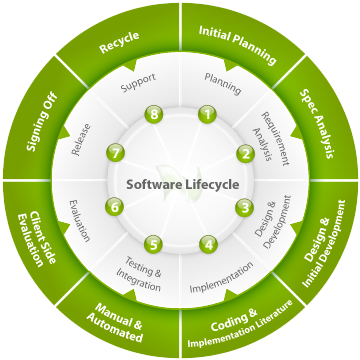 Initial Planning
Spec Analysis
Design &
Initial Development
Coding &
Implementation Literature
Manual &
Automated
Client Side
Evaluation
Signing Off
Recycle
Planning
Requirement
Analysis
Design &
Development
Implementation
Testing &
Integration
Evaluation
Release
Support
1
2
3
4
5
6
7
8
Software Lifecycle